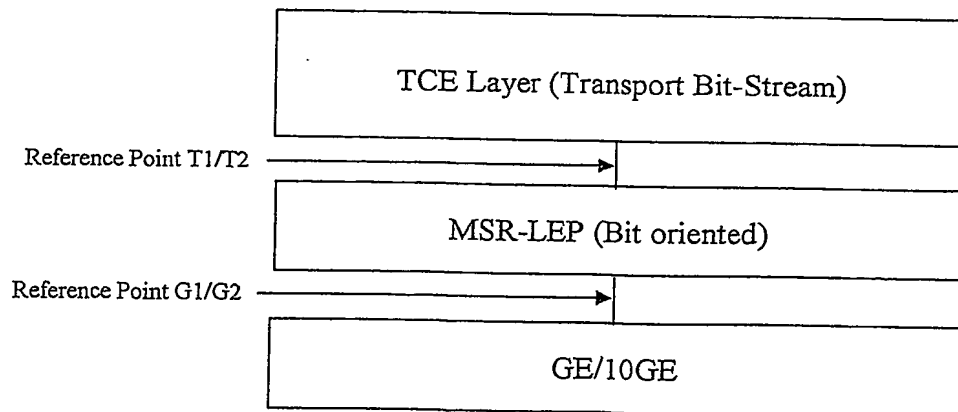 TCE Layer (Transport Bit-Stream)
Reference Point T1/T2
MSR-LEP (Bit oriented)
Reference Point G1/G2
GE/10GE